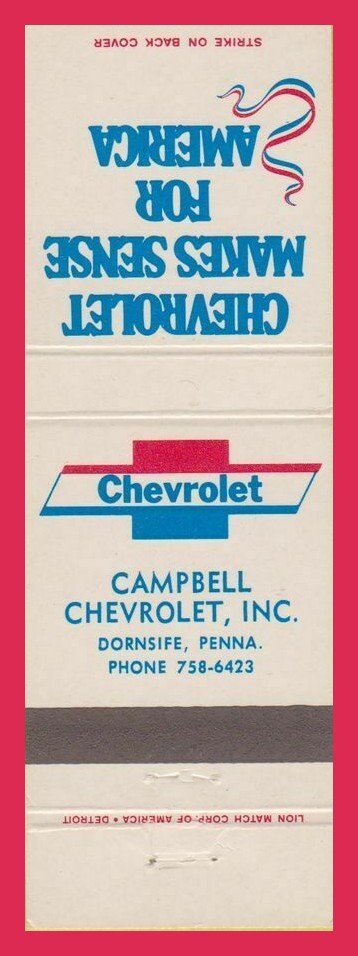 STRIKE ON BACK COVER
CHEVROLET
MAKES SENSE
FOR
AMERICA
Chevrolet
CAMPBELL
CHEVROLET, INC.
DORNSIFE, PENNA.
PHONE 758-6423
LION MATCH CORP. OF AMERICA • DETROIT